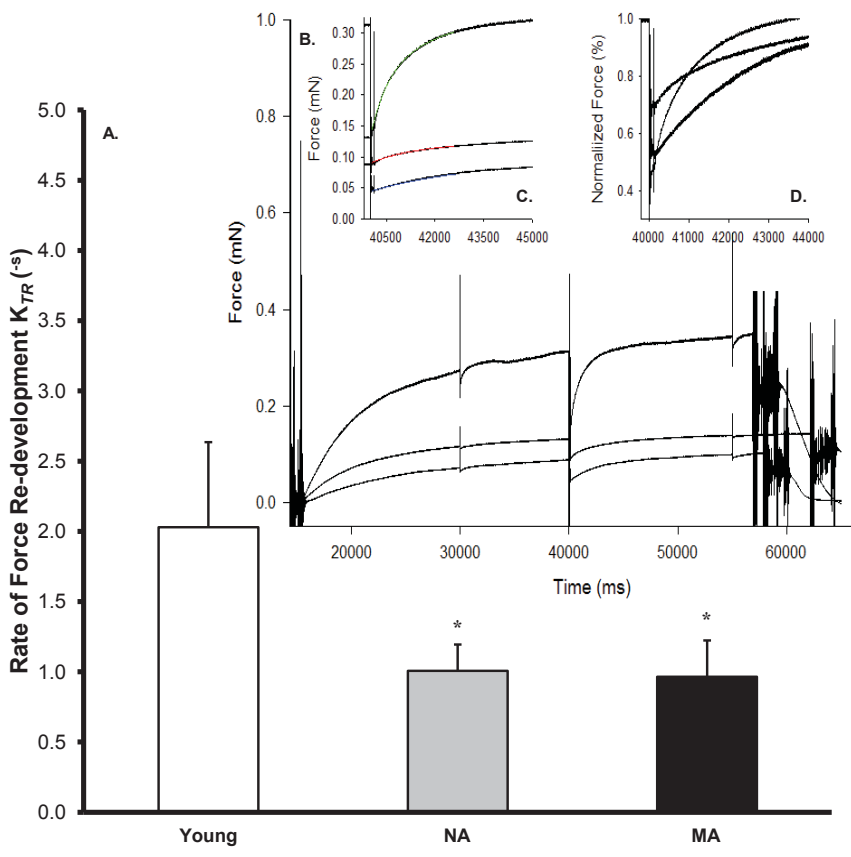 A.
Rate of Force Re-development K_TR (^-s)
5.0
4.5
4.0
3.5
3.0
2.5
2.0
1.5
1.0
0.5
0.0
Young
NA
MA
*
*
B.
Force (mN)
1.0
0.8
0.6
0.4
0.2
0.0
20000 30000 40000 50000 60000
Time (ms)
C.
Force (mN)
0.30
0.25
0.20
0.15
0.10
0.05
0.00
40500 42000 43500 45000
D.
Normaliized Force (%)
1.0
0.8
0.6
0.4
40000 41000 42000 43000 44000